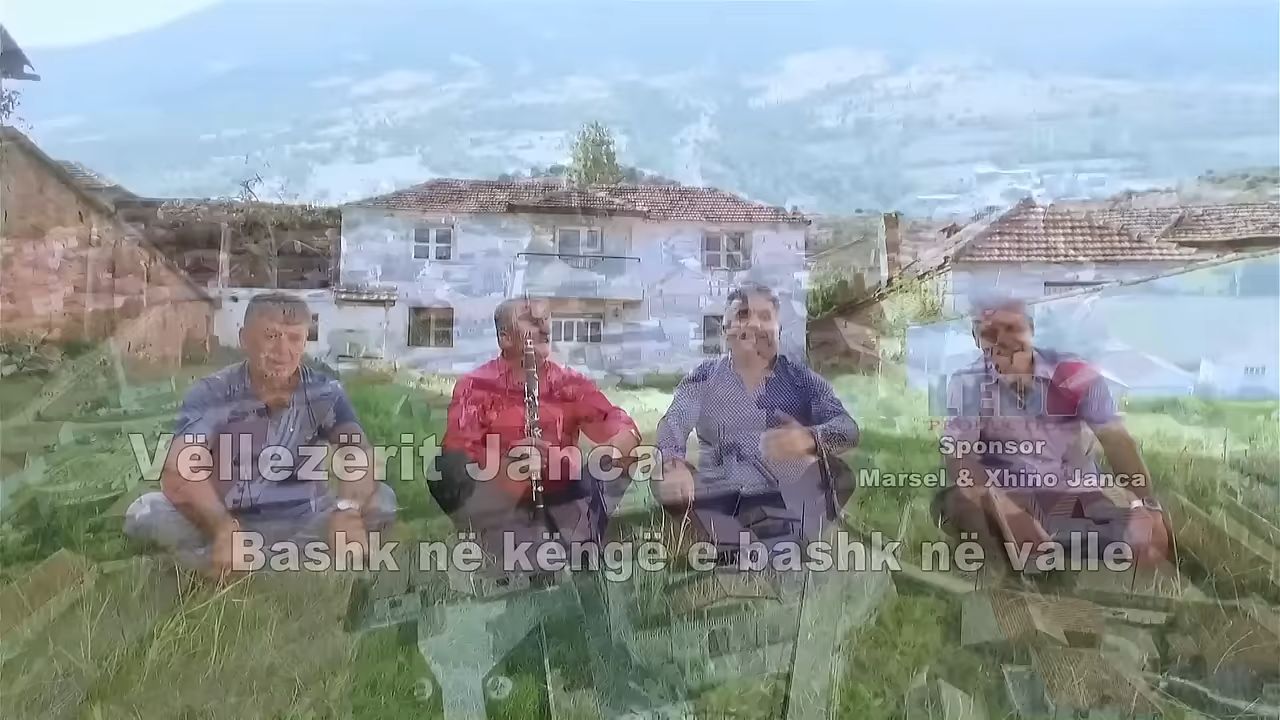 Vëllezërit Janca
Sponsor
Marsel & Xhino Janca
Bashk në këngë e bashk në valle